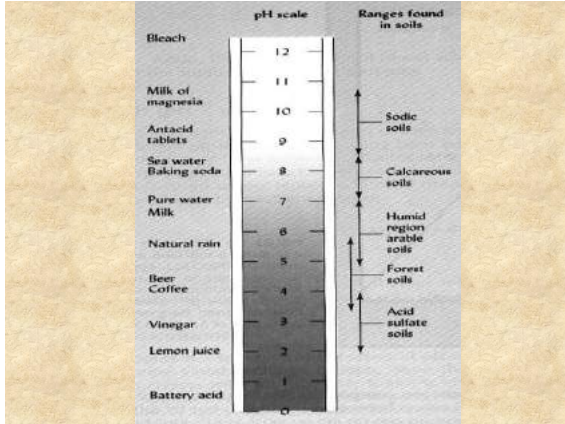 pH scale
Ranges found
in soils
Bleach
12
11
Milk of
magnesia
10
Antacid
tablets
9
Sea water
Baking soda
8
Pure water
Milk
7
6
Natural rain
5
Beer
Coffee
4
Vinegar
3
Lemon juice
2
1
Battery acid
0
Sodic
soils
Calcareous
soils
Humid
region
arable
soils
Forest
soils
Acid
sulfate
soils